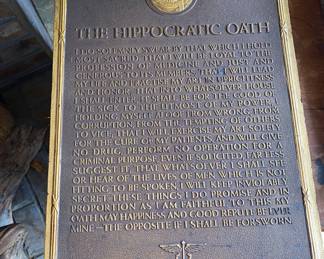 THE HIPPOCRATIC OATH
I DO SOLEMNLY SWEAR BY THAT WHICH I HOLD
MOST SACRED THAT I WILL BE LOYAL TO THE
PROFESSION OF MEDICINE AND JUST AND
GENEROUS TO ITS MEMBERS THAT I WILL LEAD
MY LIFE AND PRACTICE MY ART IN UPRIGHTNESS
AND HONOR THAT INTO WHATSOEVER HOUSE
I SHALL ENTER IT SHALL BE FOR THE GOOD OF
THE SICK TO THE UTMOST OF MY POWER, I
HOLDING MYSELF ALOOF FROM WRONG, FROM
CORRUPTION FROM THE TEMPTING OF OTHERS
TO VICE, THAT I WILL EXERCISE MY ART SOLELY
FOR THE CURE OF MY PATIENTS, AND WILL GIVE
NO DRUG, PERFORM NO OPERATION FOR A
CRIMINAL PURPOSE, EVEN IF SOLICITED FAR LESS
SUGGEST IT, THAT WHATSOEVER I SHALL SEE
OR HEAR OF THE LIVES OF MEN WHICH IS NOT
FITTING TO BE SPOKEN I WILL KEEP INVIOLABLY
SECRET THESE THINGS I DO PROMISE AND IN
PROPORTION AS I AM FAITHFUL TO THIS MY
OATH MAY HAPPINESS AND GOOD REPUTE BE EVER
MINE—THE OPPOSITE IF I SHALL BE FORSWORN.